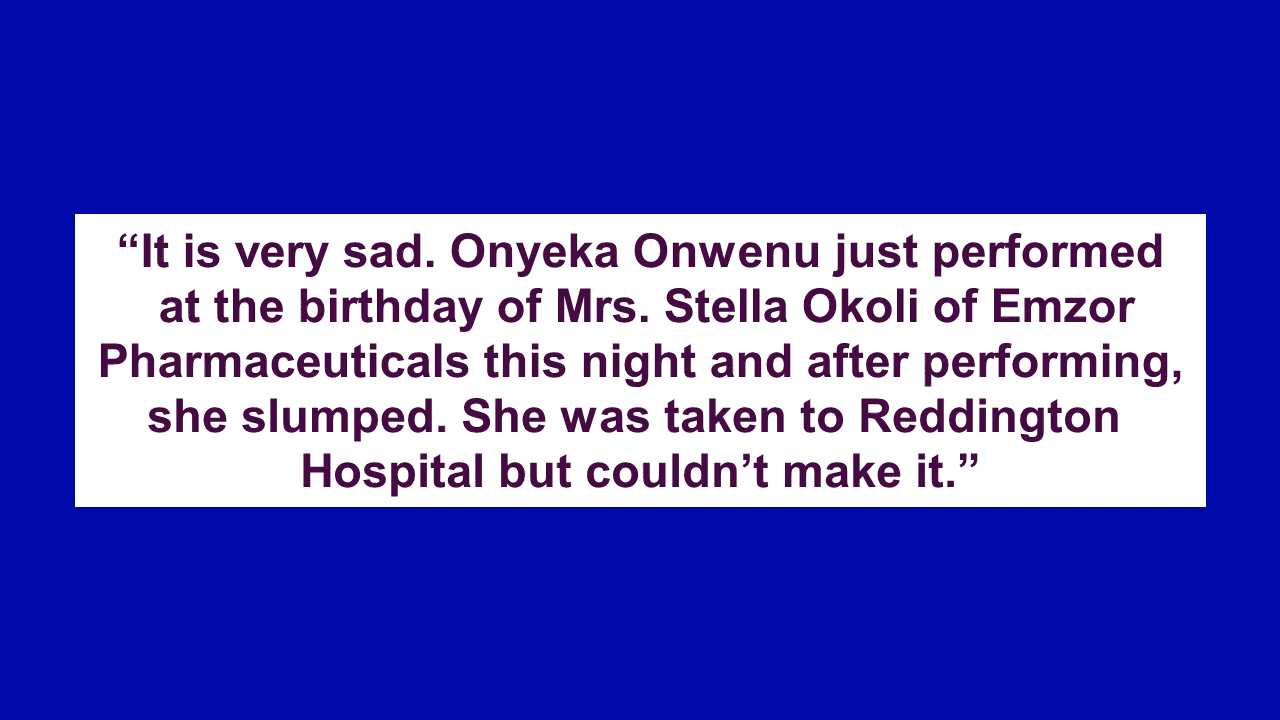 “It is very sad. Onyeka Onwenu just performed
at the birthday of Mrs. Stella Okoli of Emzor
Pharmaceuticals this night and after performing,
she slumped. She was taken to Reddington
Hospital but couldn’t make it.”